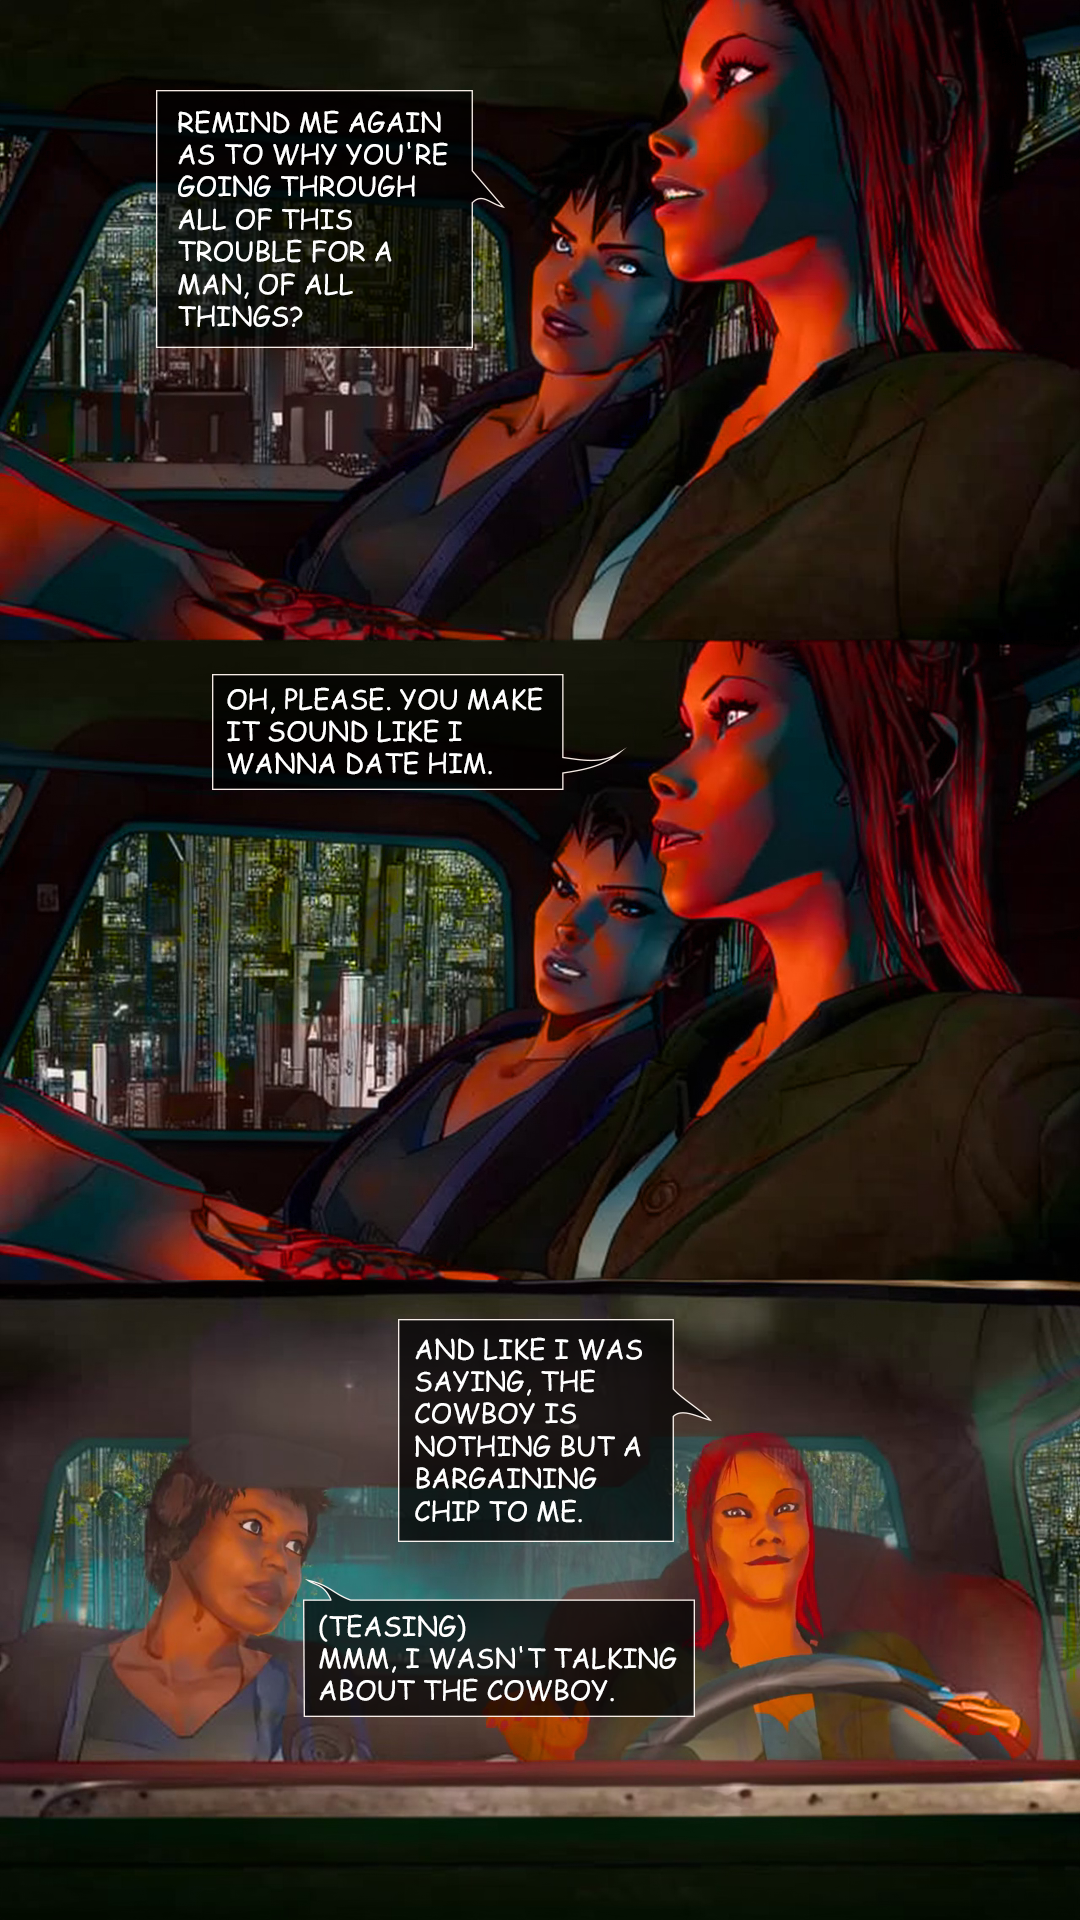 REMIND ME AGAIN
AS TO WHY YOU'RE
GOING THROUGH
ALL OF THIS
TROUBLE FOR A
MAN, OF ALL
THINGS?
OH, PLEASE. YOU MAKE
IT SOUND LIKE I
WANNA DATE HIM.
AND LIKE I WAS
SAYING, THE
COWBOY IS
NOTHING BUT A
BARGAINING
CHIP TO ME.
(TEASING)
MMM, I WASN'T TALKING
ABOUT THE COWBOY.